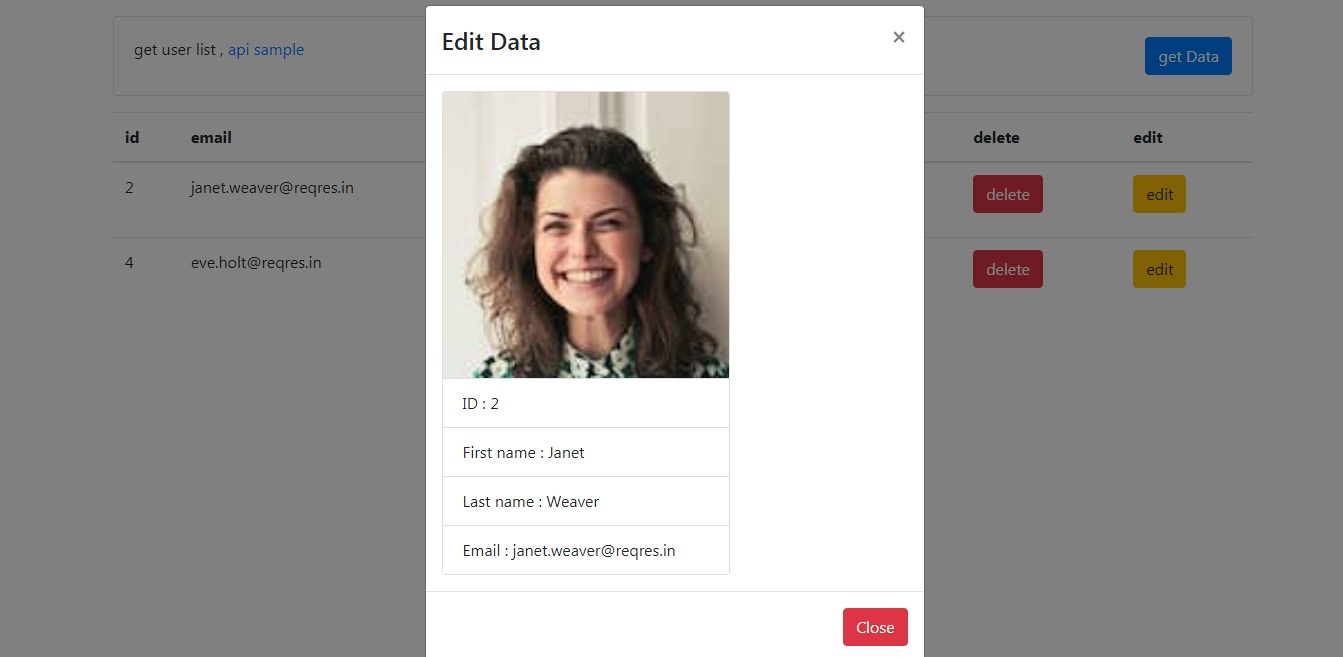 get user list , api sample
get Data
id email delete edit
2 janet.weaver@reqres.in delete edit
4 eve.holt@reqres.in delete edit
Edit Data ×
ID : 2
First name : Janet
Last name : Weaver
Email : janet.weaver@reqres.in
Close